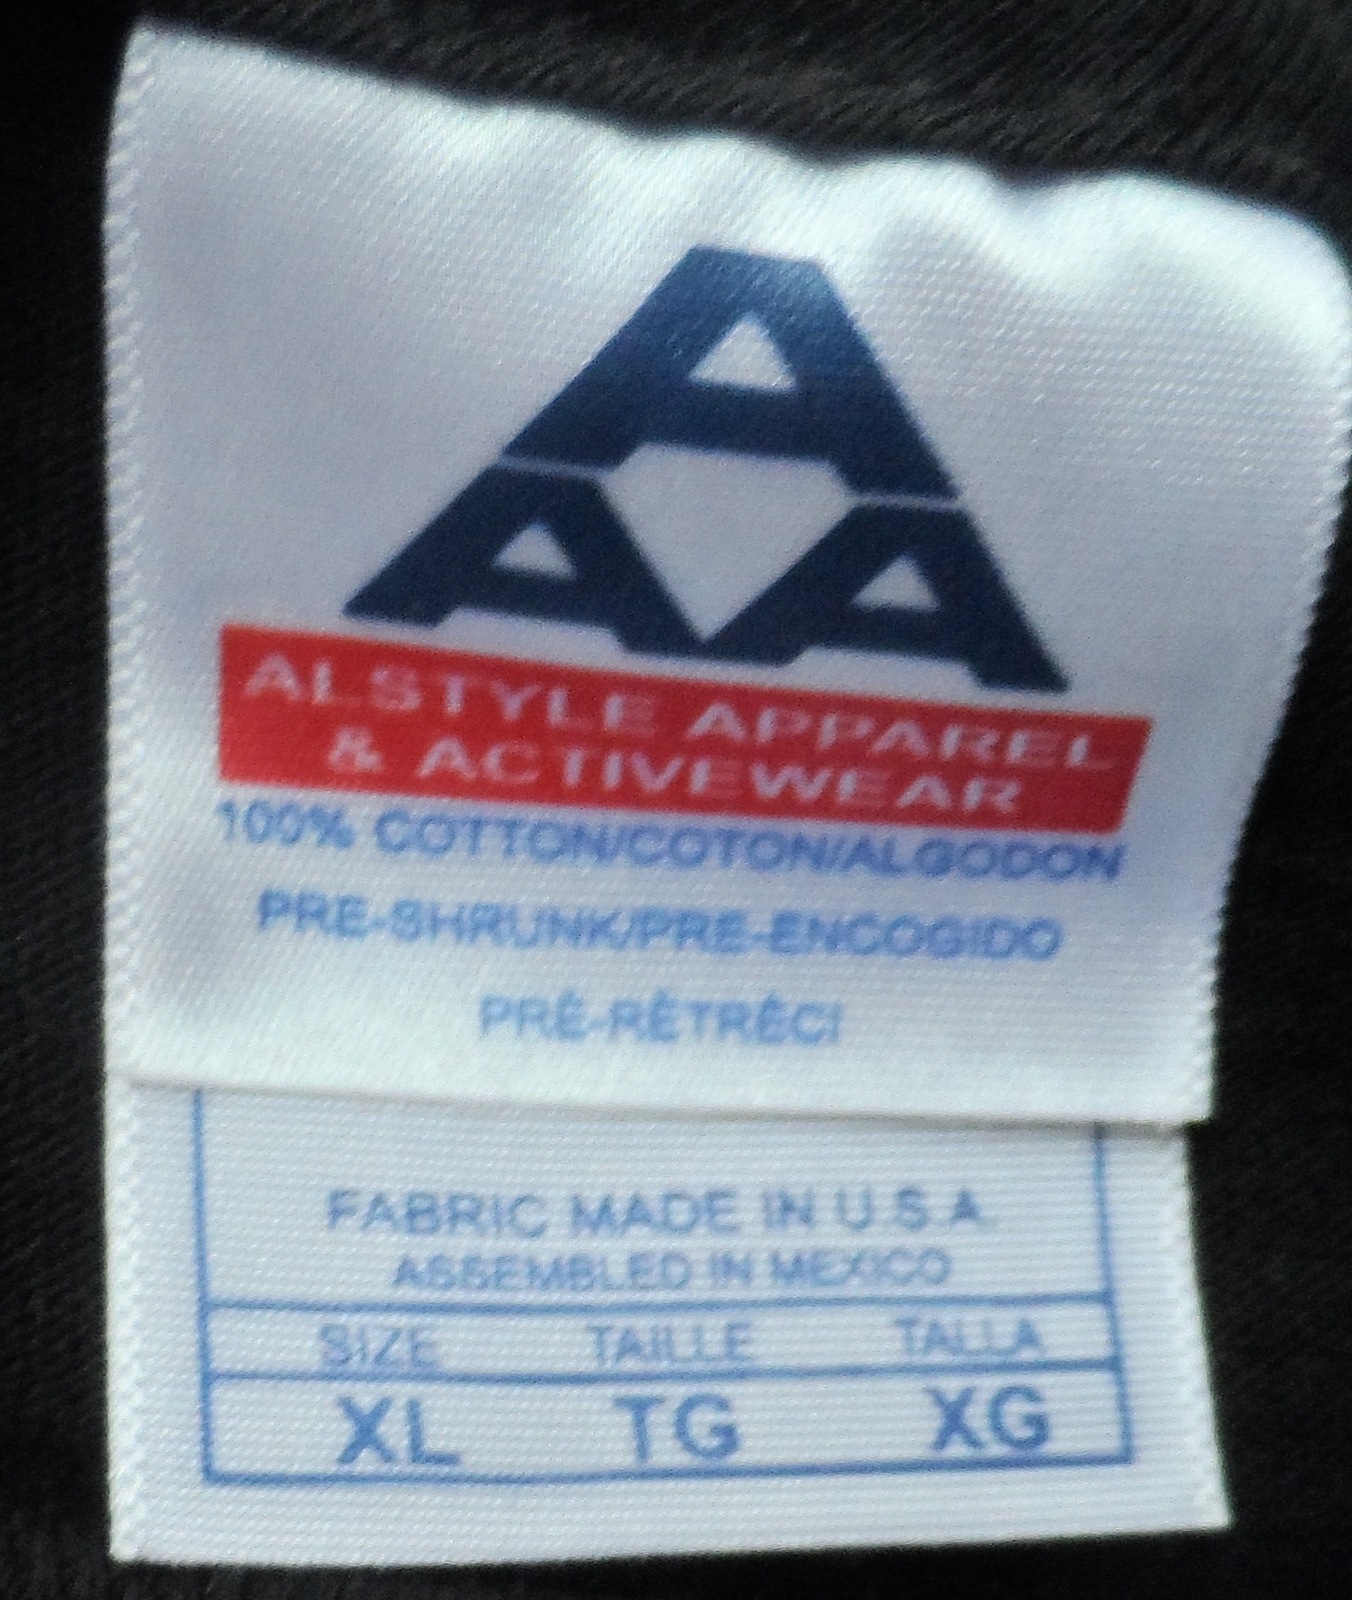 A
AA
ALSTYLE APPAREL
& ACTIVEWEAR
100% COTTON/COTON/ALGODON
PRE-SHRUNK/PRE-ENCOGIDO
PRÉ-RÉTRÉCI
FABRIC MADE IN U.S.A.
ASSEMBLED IN MEXICO
SIZE TAILLE TALLA
XL TG XG